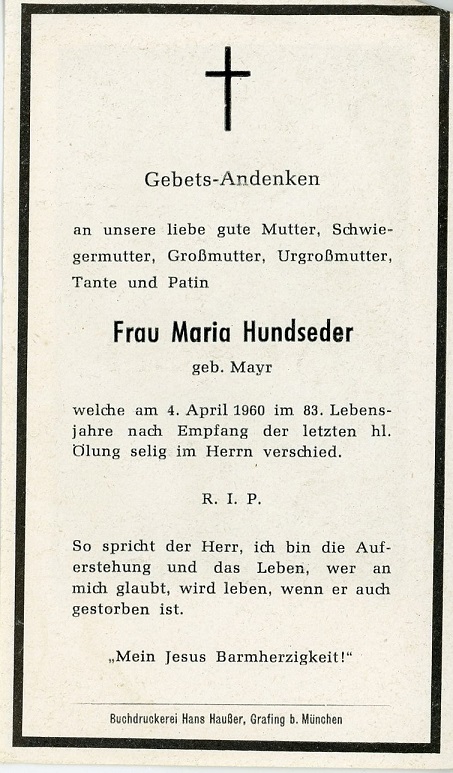 Gebets-Andenken
an unsere liebe gute Mutter, Schwie-
germutter, Großmutter, Urgroßmutter,
Tante und Patin
Frau Maria Hundseder
geb. Mayr
welche am 4. April 1960 im 83. Lebens-
jahre nach Empfang der letzten hl.
Ölung selig im Herrn verschied.
R. I. P.
So spricht der Herr, ich bin die Auf-
erstehung und das Leben, wer an
mich glaubt, wird leben, wenn er auch
gestorben ist.
„Mein Jesus Barmherzigkeit!“
Buchdruckerei Hans Haußer, Grafing b. München